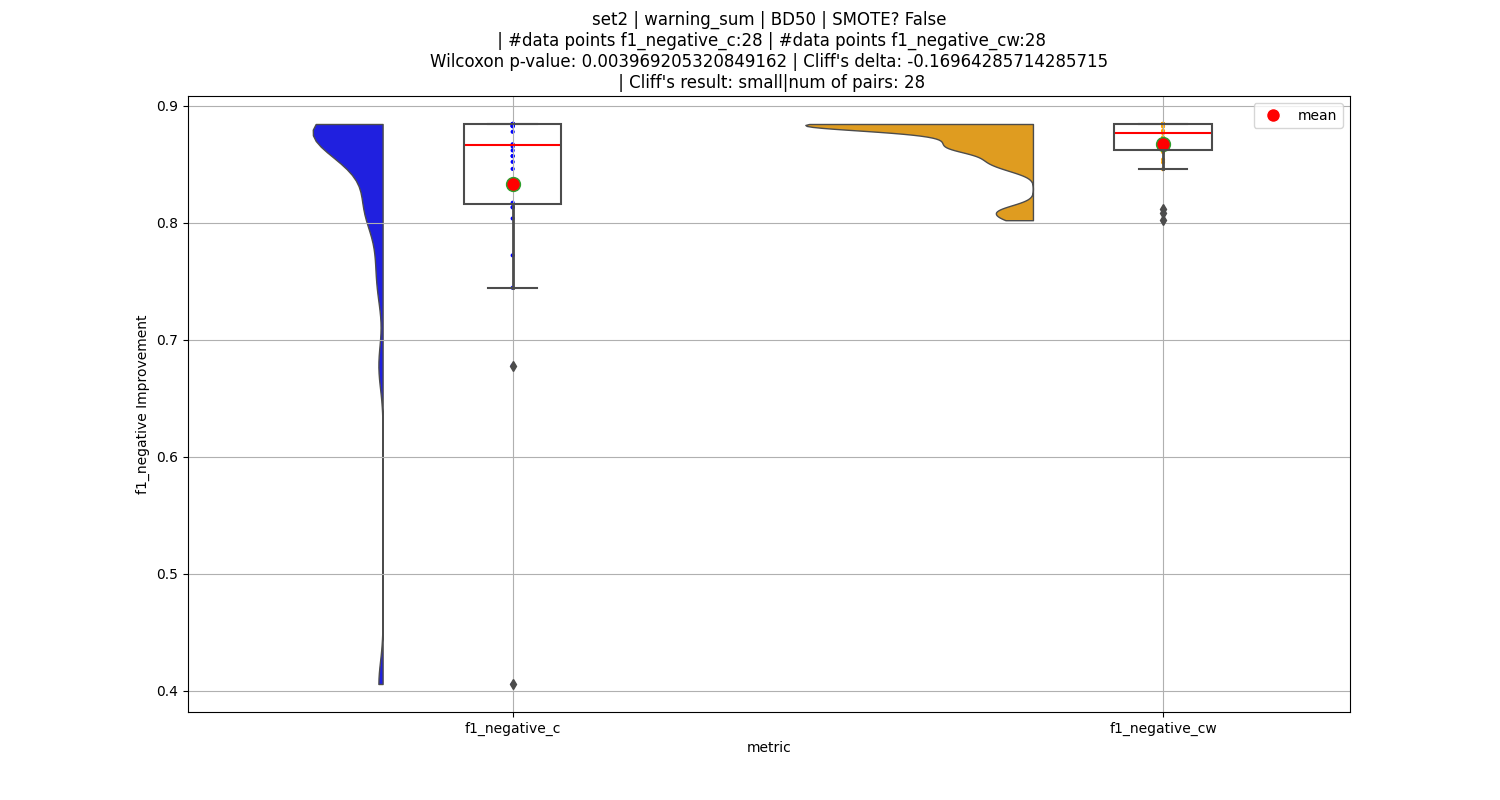 set2 | warning_sum | BD50 | SMOTE? False
| #data points f1_negative_c:28 | #data points f1_negative_cw:28
Wilcoxon p-value: 0.003969205320849162 | Cliff's delta: -0.16964285714285715
| Cliff's result: small|num of pairs: 28
mean
0.9
0.8
0.7
0.6
0.5
0.4
f1_negative Improvement
f1_negative_c
f1_negative_cw
metric